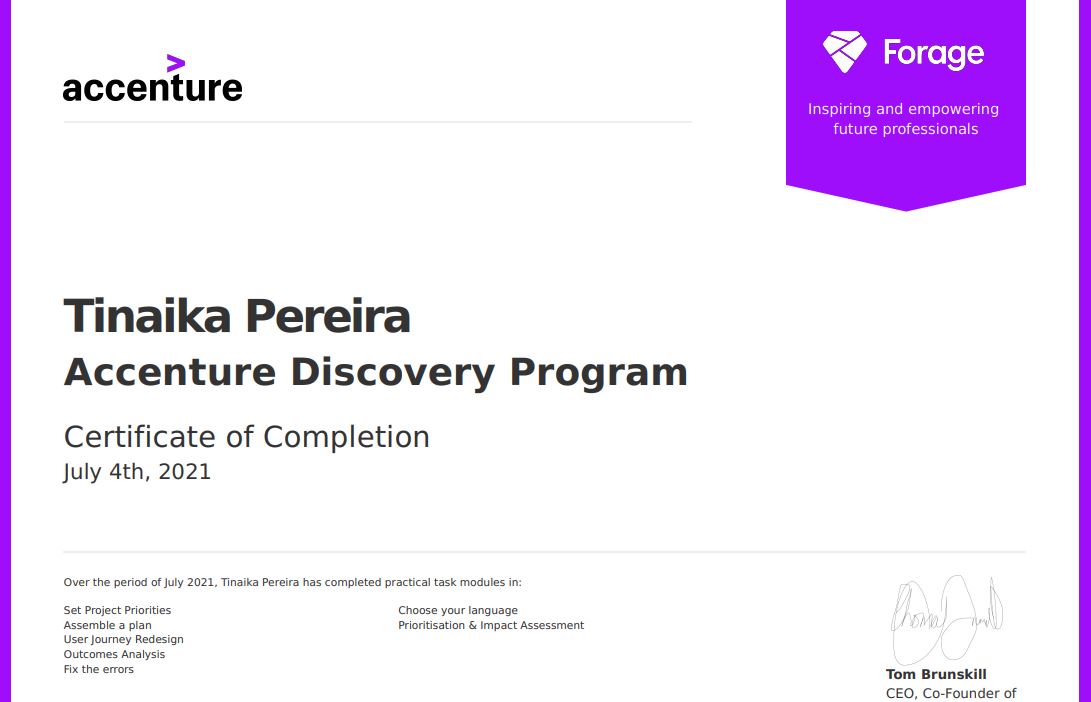 accenture
Forage
Inspiring and empowering
future professionals
Tinaika Pereira
Accenture Discovery Program
Certificate of Completion
July 4th, 2021
Over the period of July 2021, Tinaika Pereira has completed practical task modules in:
Set Project Priorities
Assemble a plan
User Journey Redesign
Outcomes Analysis
Fix the errors
Choose your language
Prioritisation & Impact Assessment
Tom Brunskill
CEO, Co-Founder of